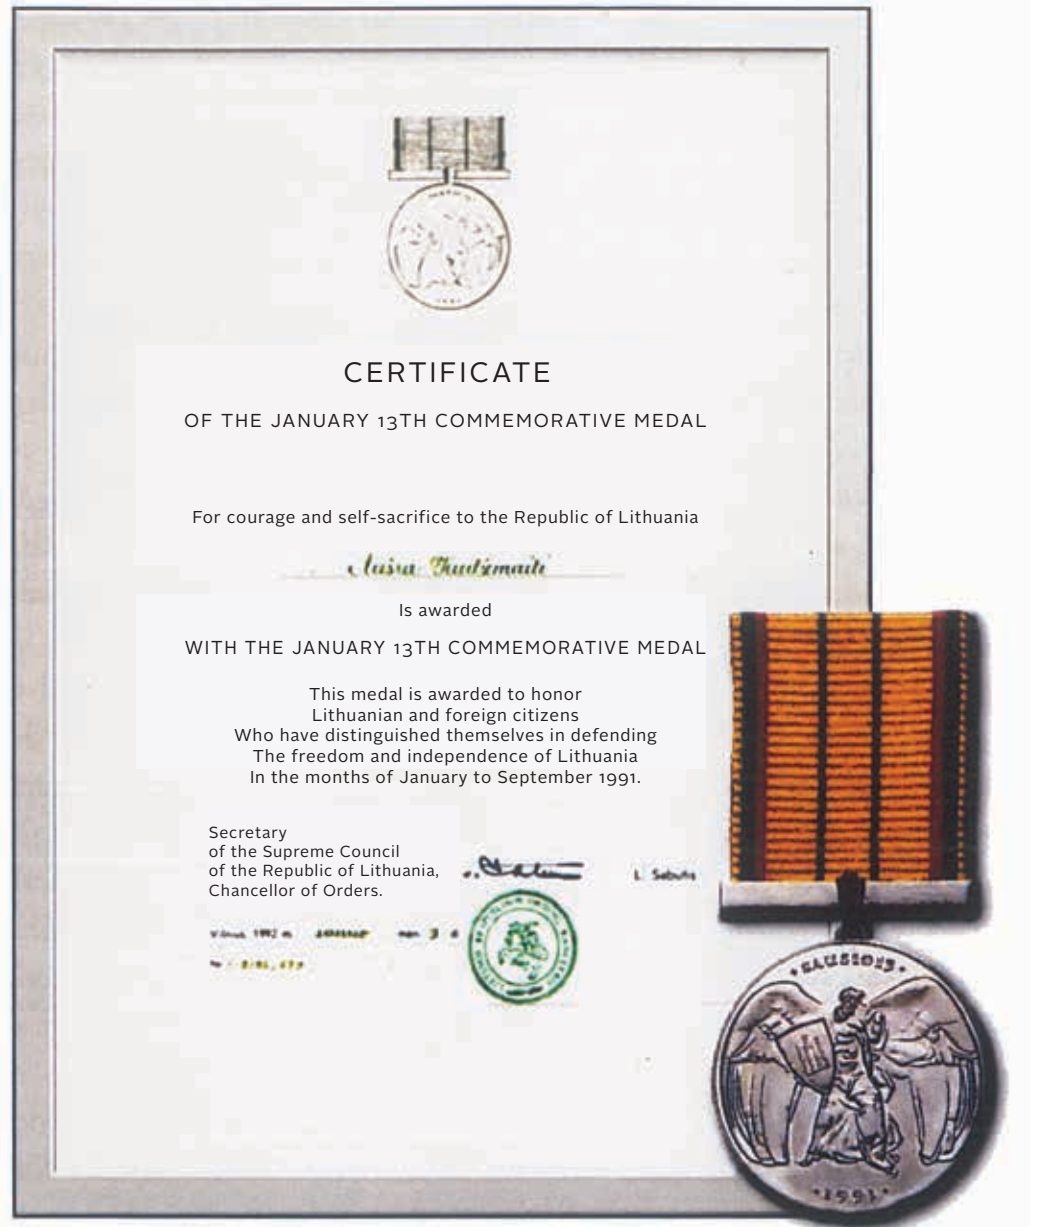 CERTIFICATE
OF THE JANUARY 13TH COMMEMORATIVE MEDAL
For courage and self-sacrifice to the Republic of Lithuania
Is awarded
WITH THE JANUARY 13TH COMMEMORATIVE MEDAL
This medal is awarded to honor
Lithuanian and foreign citizens
Who have distinguished themselves in defending
The freedom and independence of Lithuania
In the months of January to September 1991.
Secretary
of the Supreme Council
of the Republic of Lithuania,
Chancellor of Orders.
L. Sabutis
1992 m.
SAUSIO 13
1991